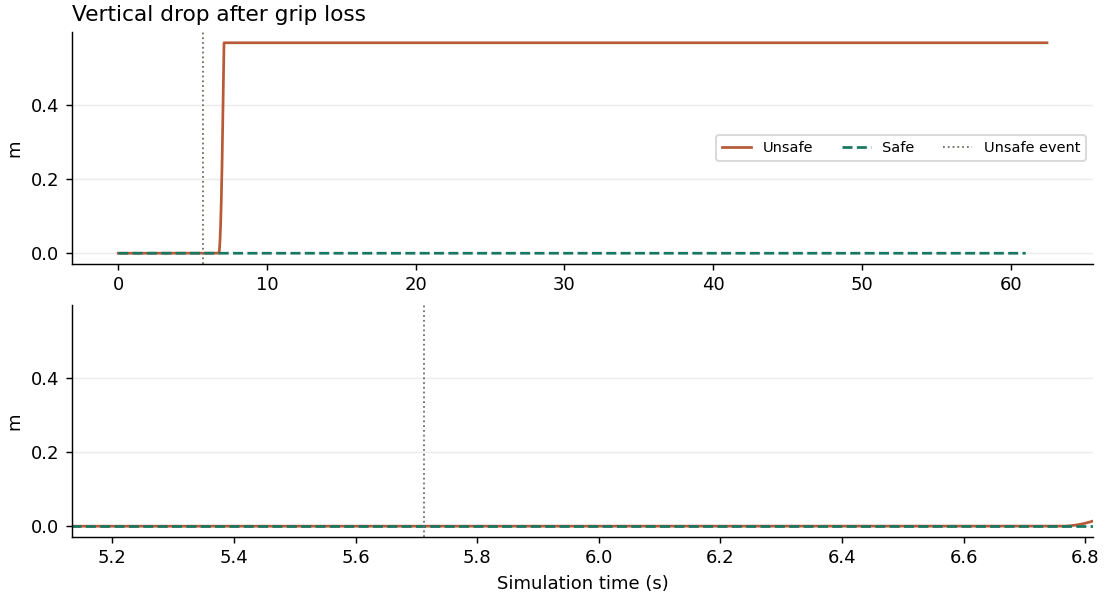 Vertical drop after grip loss
0.4
0.2
0.0
m
Unsafe Safe Unsafe event
0 10 20 30 40 50 60
0.4
0.2
0.0
m
5.2 5.4 5.6 5.8 6.0 6.2 6.4 6.6 6.8
Simulation time (s)